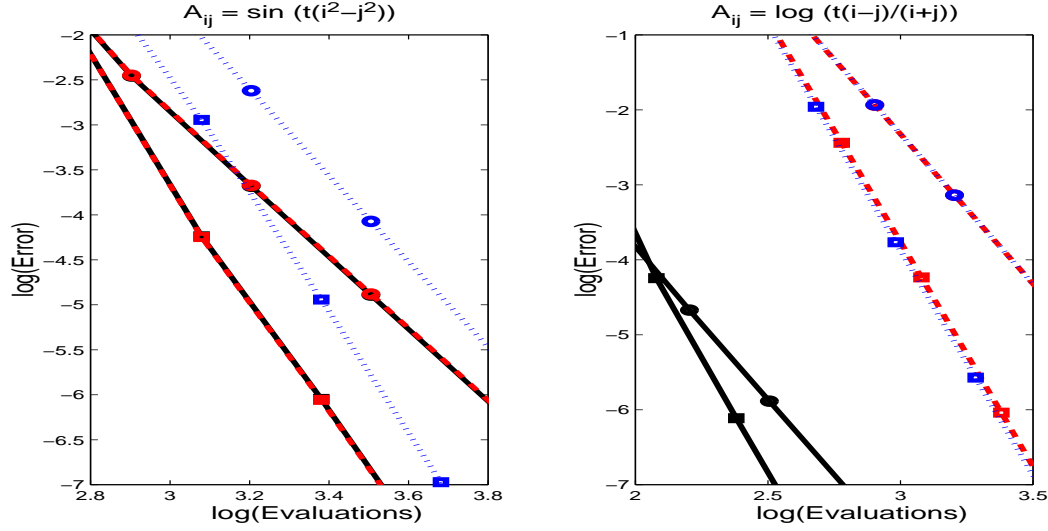 A_ij = sin (t(i²−j²))
−2
−2.5
−3
−3.5
−4
−4.5
−5
−5.5
−6
−6.5
−7
log(Error)
2.8 3 3.2 3.4 3.6 3.8
log(Evaluations)
A_ij = log (t(i−j)/(i+j))
−1
−2
−3
−4
−5
−6
−7
log(Error)
2 2.5 3 3.5
log(Evaluations)